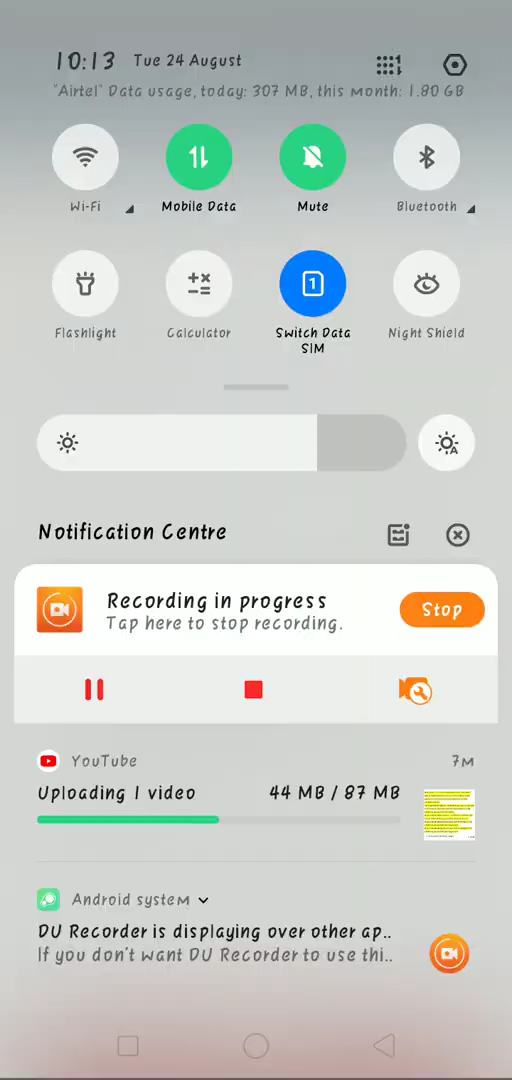 10:13 Tue 24 August
"Airtel" Data usage, today: 307 MB, this month: 1.80 GB
Wi-Fi
Mobile Data
Mute
Bluetooth
Flashlight
Calculator
1
Switch Data
SIM
Night Shield
A
Notification Centre
Recording in progress
Tap here to stop recording.
Stop
YouTube 7m
Uploading 1 video 44 MB / 87 MB
Android system
DU Recorder is displaying over other ap..
If you don't want DU Recorder to use thi..